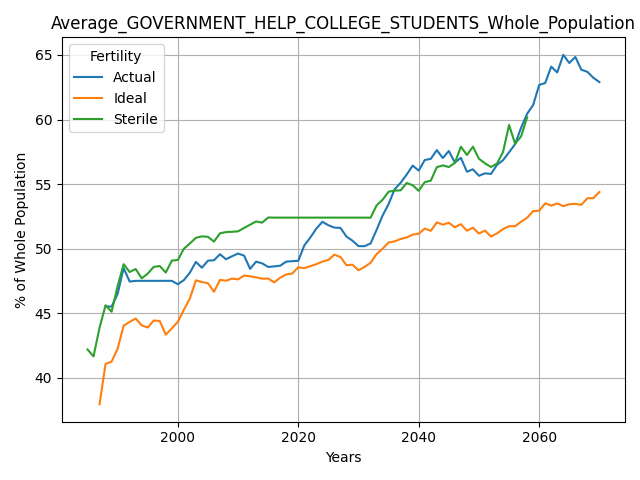 Average_GOVERNMENT_HELP_COLLEGE_STUDENTS_Whole_Population
Fertility
Actual
Ideal
Sterile
% of Whole Population
65
60
55
50
45
40
2000
2020
2040
2060
Years